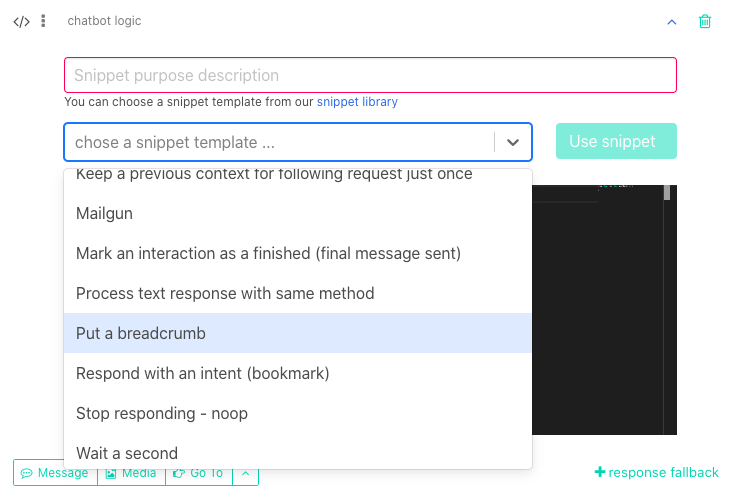 </> chatbot logic
Snippet purpose description
You can choose a snippet template from our snippet library
chose a snippet template ...
Use snippet
Keep a previous context for following request just once
Mailgun
Mark an interaction as a finished (final message sent)
Process text response with same method
Put a breadcrumb
Respond with an intent (bookmark)
Stop responding - noop
Wait a second
Message Media Go To
+response fallback